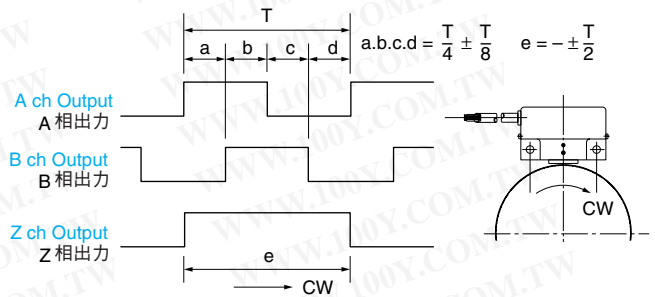 T
a b c d
a.b.c.d = T/4 ± T/8 e = − ± T/2
A ch Output
A 相出力
B ch Output
B 相出力
Z ch Output
Z 相出力
e
CW
CW
WWW.100Y.COM.TW